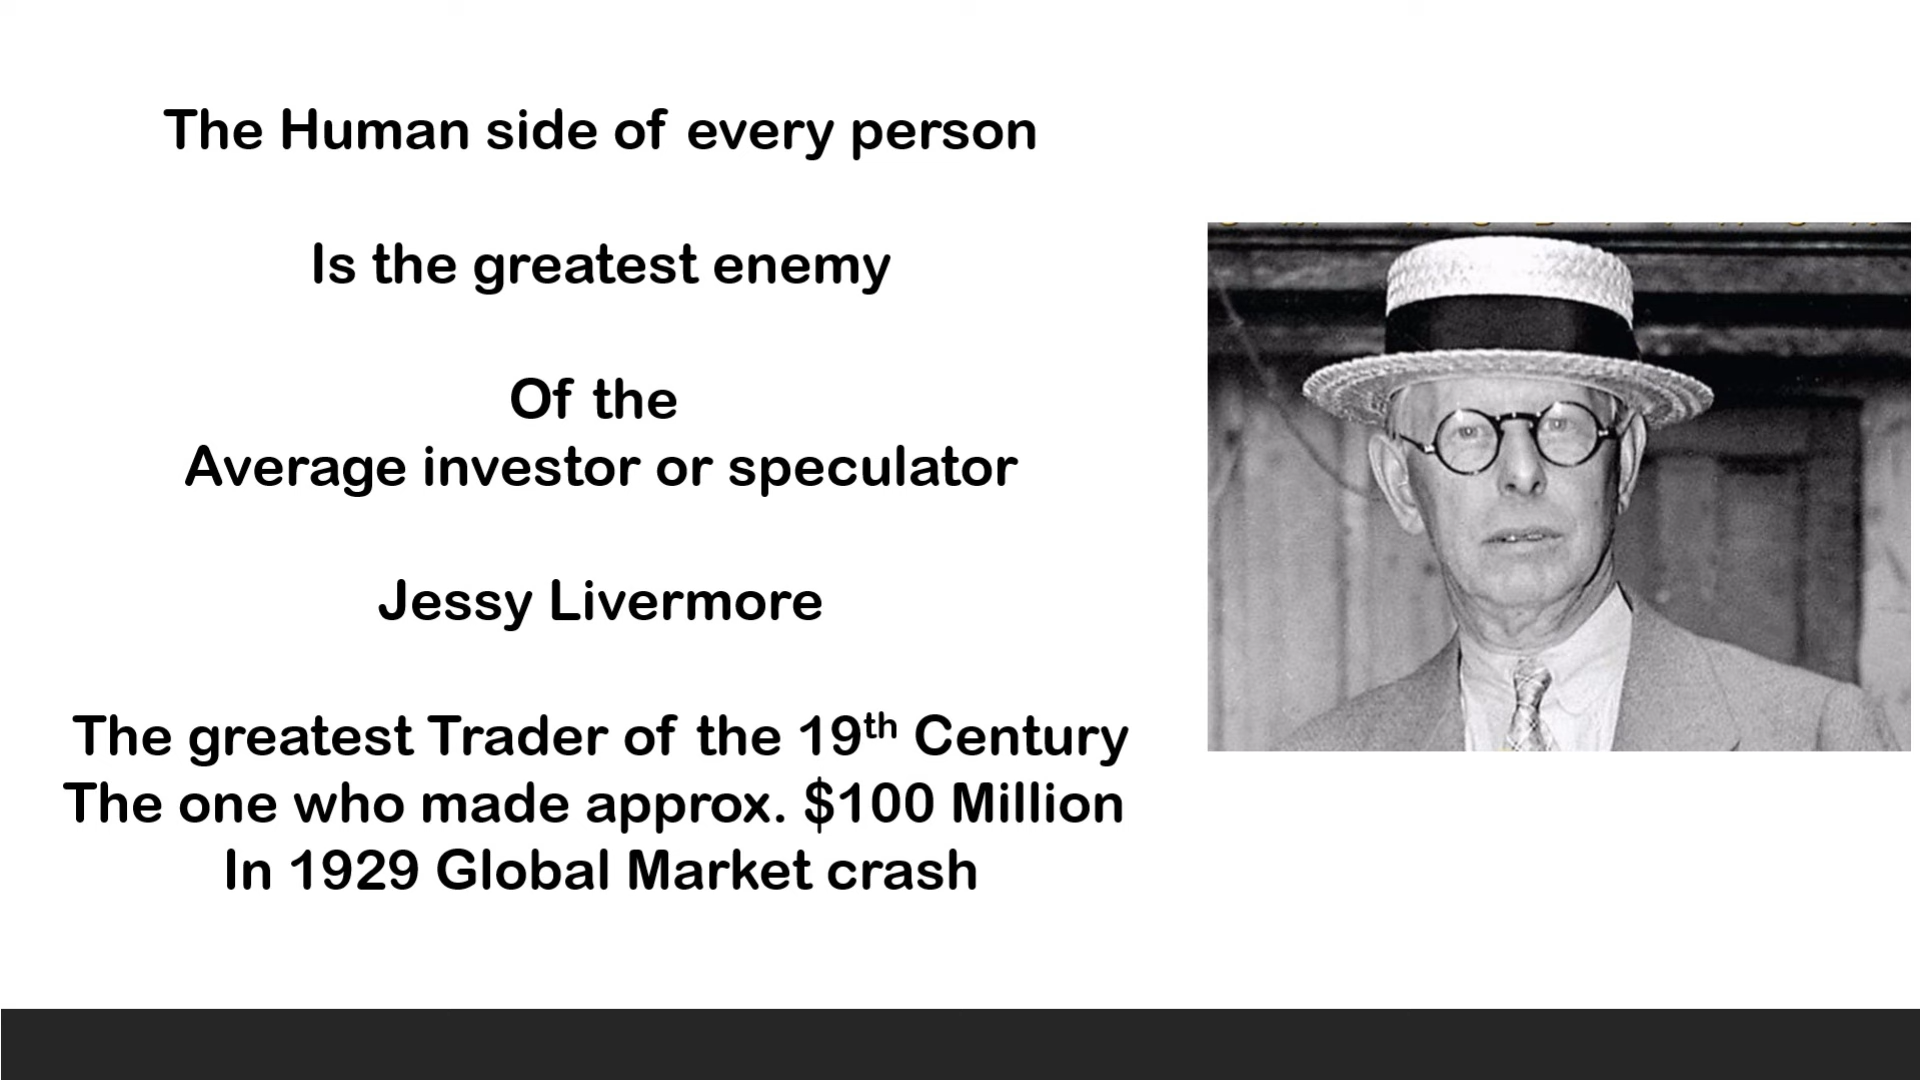 The Human side of every person
Is the greatest enemy
Of the
Average investor or speculator
Jessy Livermore
The greatest Trader of the 19th Century
The one who made approx. $100 Million
In 1929 Global Market crash